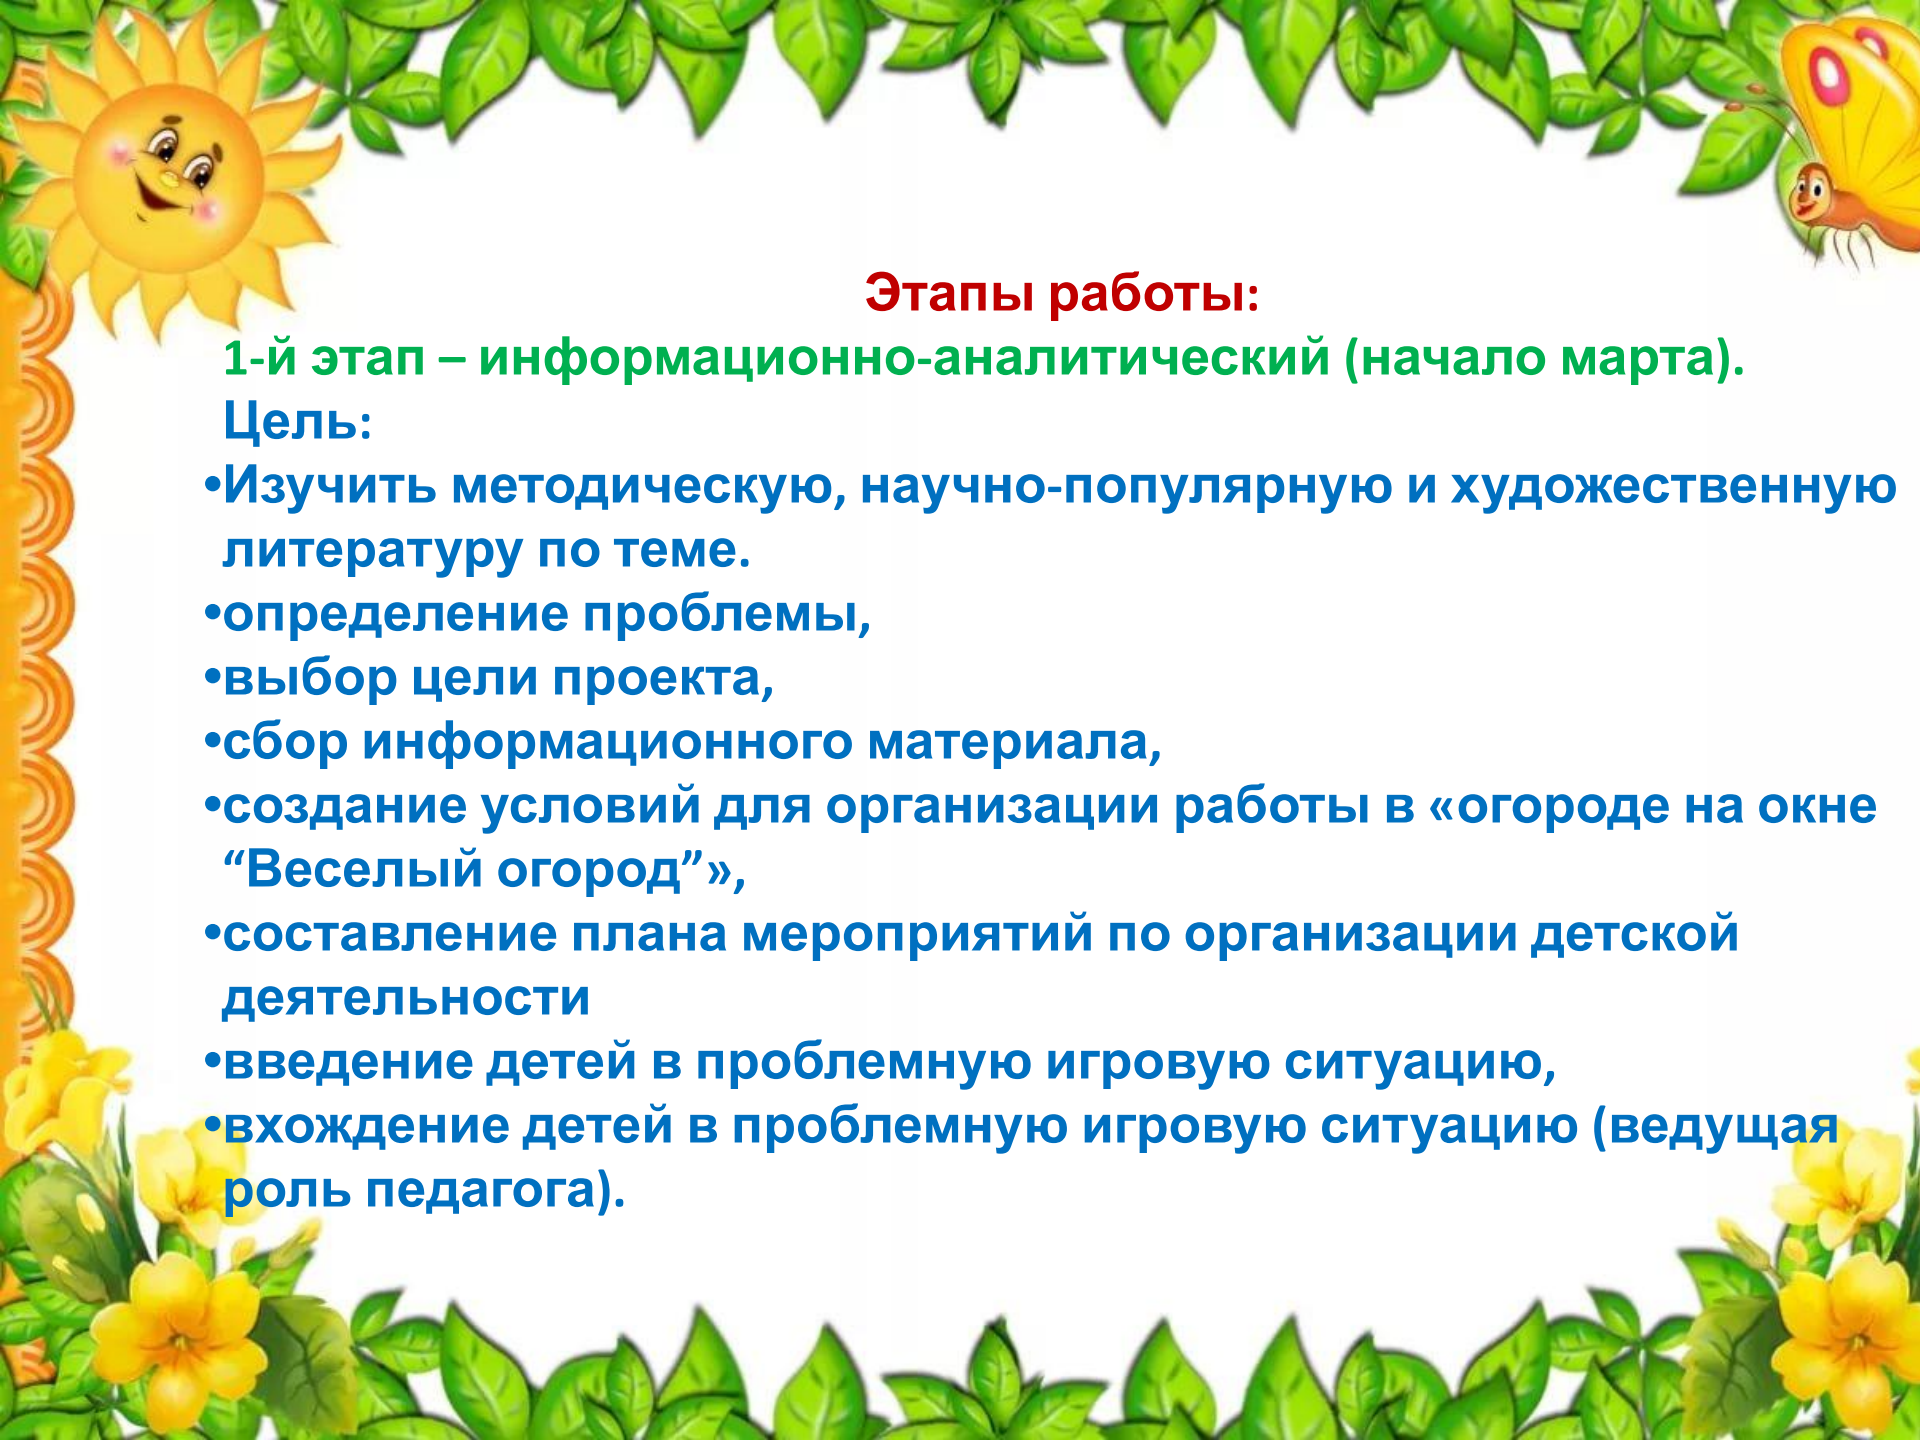 Этапы работы:
1-й этап – информационно-аналитический (начало марта).
Цель:
•Изучить методическую, научно-популярную и художественную
литературу по теме.
•определение проблемы,
•выбор цели проекта,
•сбор информационного материала,
•создание условий для организации работы в «огороде на окне
“Веселый огород”»,
•составление плана мероприятий по организации детской
деятельности
•введение детей в проблемную игровую ситуацию,
•вхождение детей в проблемную игровую ситуацию (ведущая
роль педагога).